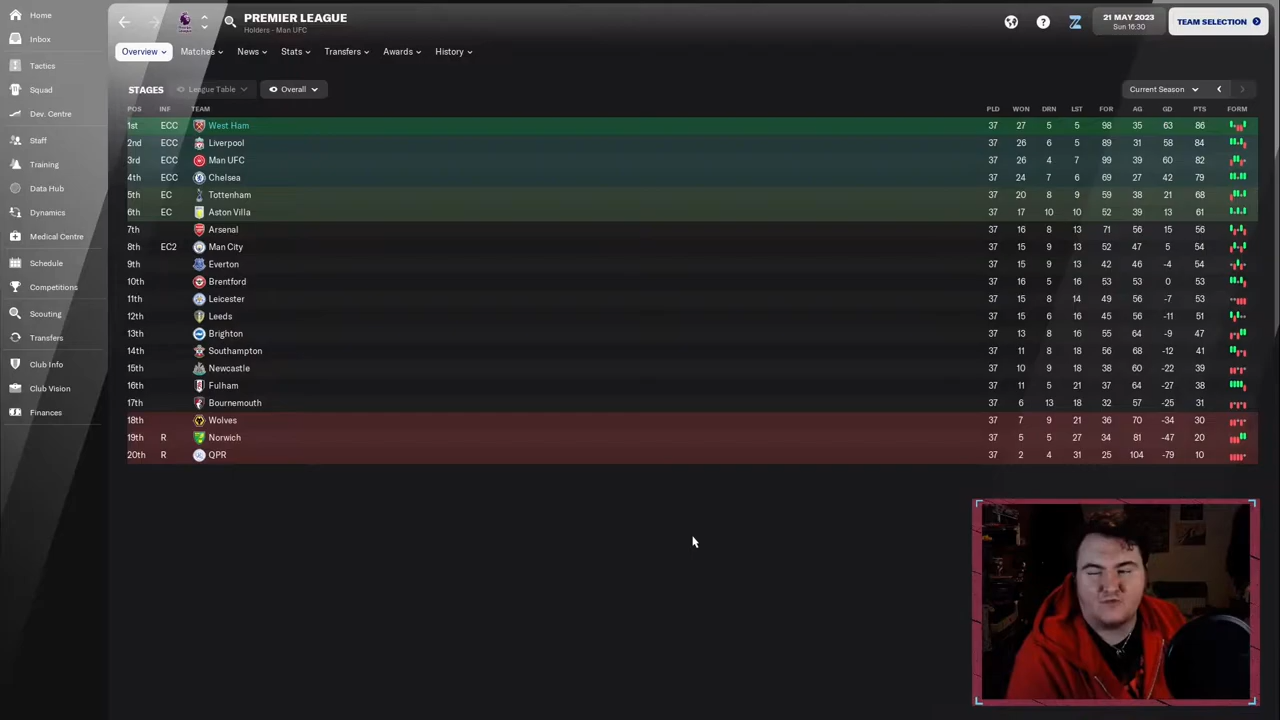 Home
Inbox
Tactics
Squad
Dev. Centre
Staff
Training
Data Hub
Dynamics
Medical Centre
Schedule
Competitions
Scouting
Transfers
Club Info
Club Vision
Finances
PREMIER LEAGUE
Holders - Man UFC
21 MAY 2023
Sun 16:30
TEAM SELECTION
Overview Matches News Stats Transfers Awards History
STAGES League Table Overall Current Season
POS INF TEAM PLD WON DRN LST FOR AG GD PTS FORM
1st ECC West Ham 37 27 5 5 98 35 63 86
2nd ECC Liverpool 37 26 6 5 89 31 58 84
3rd ECC Man UFC 37 26 4 7 99 39 60 82
4th ECC Chelsea 37 24 7 6 69 27 42 79
5th EC Tottenham 37 20 8 9 59 38 21 68
6th EC Aston Villa 37 17 10 10 52 39 13 61
7th Arsenal 37 16 8 13 71 56 15 56
8th EC2 Man City 37 15 9 13 52 47 5 54
9th Everton 37 15 9 13 42 46 -4 54
10th Brentford 37 16 5 16 53 53 0 53
11th Leicester 37 15 8 14 49 56 -7 53
12th Leeds 37 15 6 16 45 56 -11 51
13th Brighton 37 13 8 16 55 64 -9 47
14th Southampton 37 11 8 18 56 68 -12 41
15th Newcastle 37 10 9 18 38 60 -22 39
16th Fulham 37 11 5 21 37 64 -27 38
17th Bournemouth 37 6 13 18 32 57 -25 31
18th Wolves 37 7 9 21 36 70 -34 30
19th R Norwich 37 5 5 27 34 81 -47 20
20th R QPR 37 2 4 31 25 104 -79 10